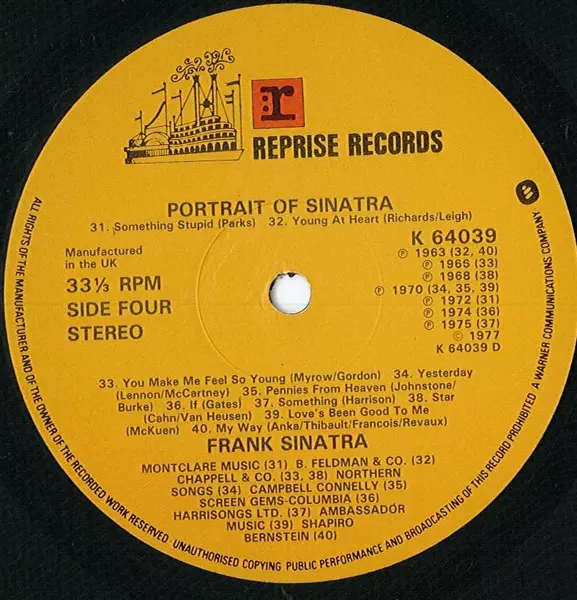 r
REPRISE RECORDS
PORTRAIT OF SINATRA
31. Something Stupid (Parks) 32. Young At Heart (Richards/Leigh)
Manufactured
in the UK
33⅓ RPM
SIDE FOUR
STEREO
K 64039
℗ 1963 (32, 40)
℗ 1966 (33)
℗ 1968 (38)
℗ 1970 (34, 35, 39)
℗ 1972 (31)
℗ 1974 (36)
℗ 1975 (37)
© 1977
K 64039 D
33. You Make Me Feel So Young (Myrow/Gordon) 34. Yesterday
(Lennon/McCartney) 35. Pennies From Heaven (Johnstone/
Burke) 36. If (Gates) 37. Something (Harrison) 38. Star
(Cahn/Van Heusen) 39. Love's Been Good To Me
(McKuen) 40. My Way (Anka/Thibault/Francois/Revaux)
FRANK SINATRA
MONTCLARE MUSIC (31) B. FELDMAN & CO. (32)
CHAPPELL & CO. (33, 38) NORTHERN
SONGS (34) CAMPBELL CONNELLY (35)
SCREEN GEMS-COLUMBIA (36)
HARRISONGS LTD. (37) AMBASSADOR
MUSIC (39) SHAPIRO
BERNSTEIN (40)
ALL RIGHTS OF THE MANUFACTURER AND OF THE OWNER OF THE RECORDED WORK RESERVED. UNAUTHORISED COPYING PUBLIC PERFORMANCE AND BROADCASTING OF THIS RECORD PROHIBITED A WARNER COMMUNICATIONS COMPANY